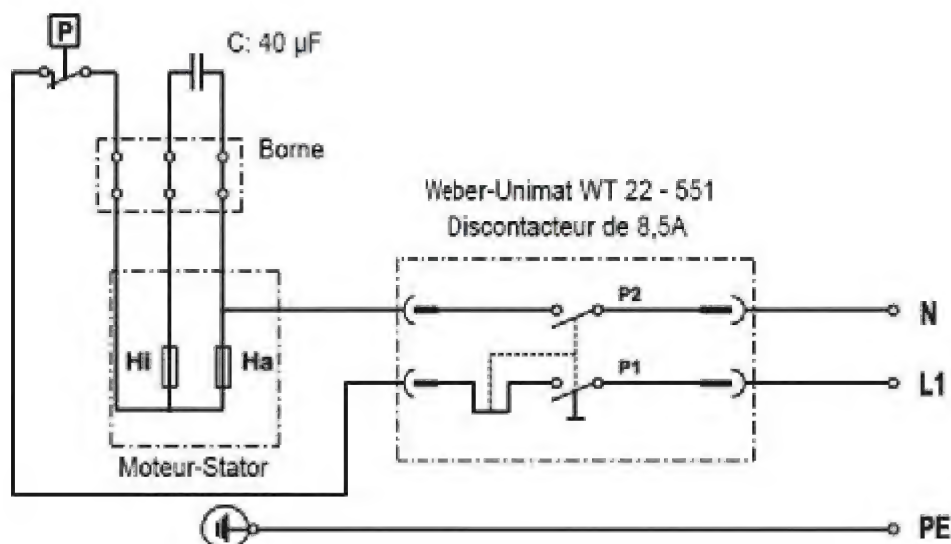 P
C: 40 µF
Borne
Weber-Unimat WT 22 - 551
Discontacteur de 8,5A
P2
N
Hi
Ha
P1
L1
Moteur-Stator
PE